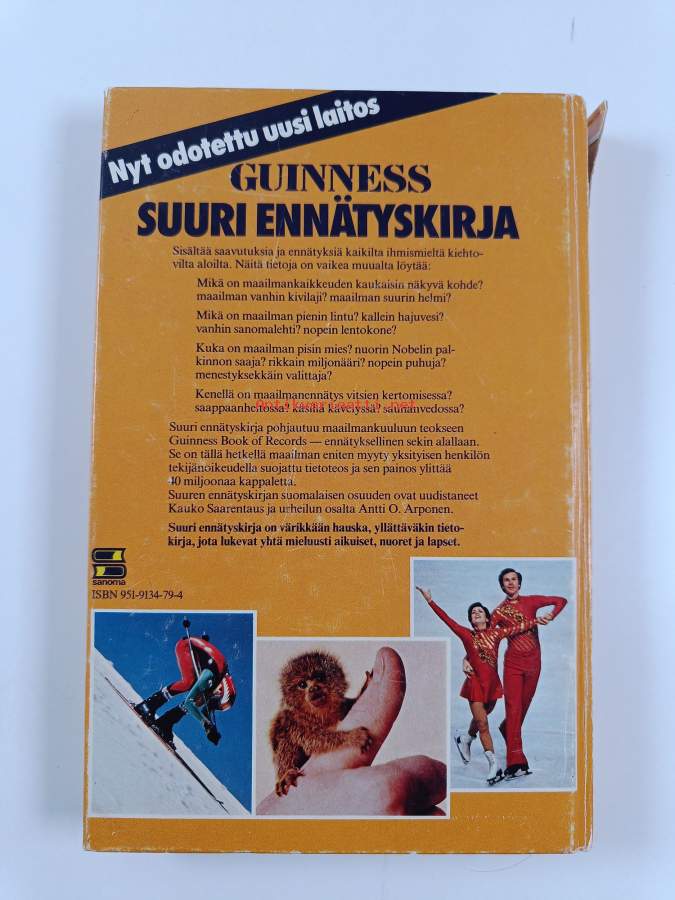 Nyt odotettu uusi laitos
GUINNESS
SUURI ENNÄTYSKIRJA
Sisältää saavutuksia ja ennätyksiä kaikilta ihmismieltä kiehto-
vilta aloilta. Näitä tietoja on vaikea muualta löytää:
Mikä on maailmankaikkeuden kaukaisin näkyvä kohde?
maailman vanhin kivilaji? maailman suurin helmi?
Mikä on maailman pienin lintu? kallein hajuvesi?
vanhin sanomalehti? nopein lentokone?
Kuka on maailman pisin mies? nuorin Nobelin pal-
kinnon saaja? rikkain miljonääri? nopein puhuja?
menestyksekkäin valittaja?
Kenellä on maailmanennätys vitsien kertomisessa?
saappaanheitossa? käsillä kävelyssä? saunanvedossa?
Antikvariaatti.net
Suuri ennätyskirja pohjautuu maailmankuuluun teokseen
Guinness Book of Records — ennätyksellinen sekin alallaan.
Se on tällä hetkellä maailman eniten myyty yksityisen henkilön
tekijänoikeudella suojattu tietoteos ja sen painos ylittää
40 miljoonaa kappaletta.
Suuren ennätyskirjan suomalaisen osuuden ovat uudistaneet
Kauko Saarentaus ja urheilun osalta Antti O. Arponen.
Suuri ennätyskirja on värikkään hauska, yllättäväkin tieto-
kirja, jota lukevat yhtä mieluusti aikuiset, nuoret ja lapset.
sanoma
ISBN 951-9134-79-4